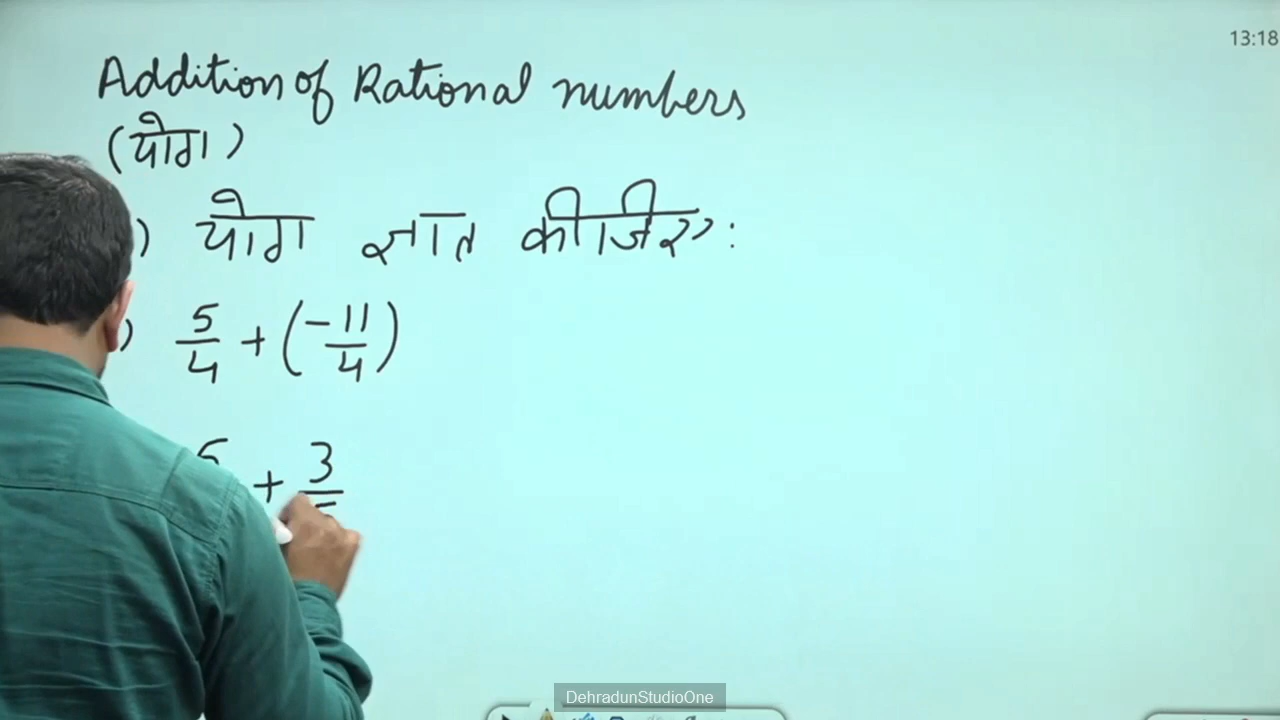 13:18
Addition of Rational numbers
(योग)
) योग ज्ञात कीजिए :
) 5/4 + (-11/4)
+ 3
DehradunStudioOne